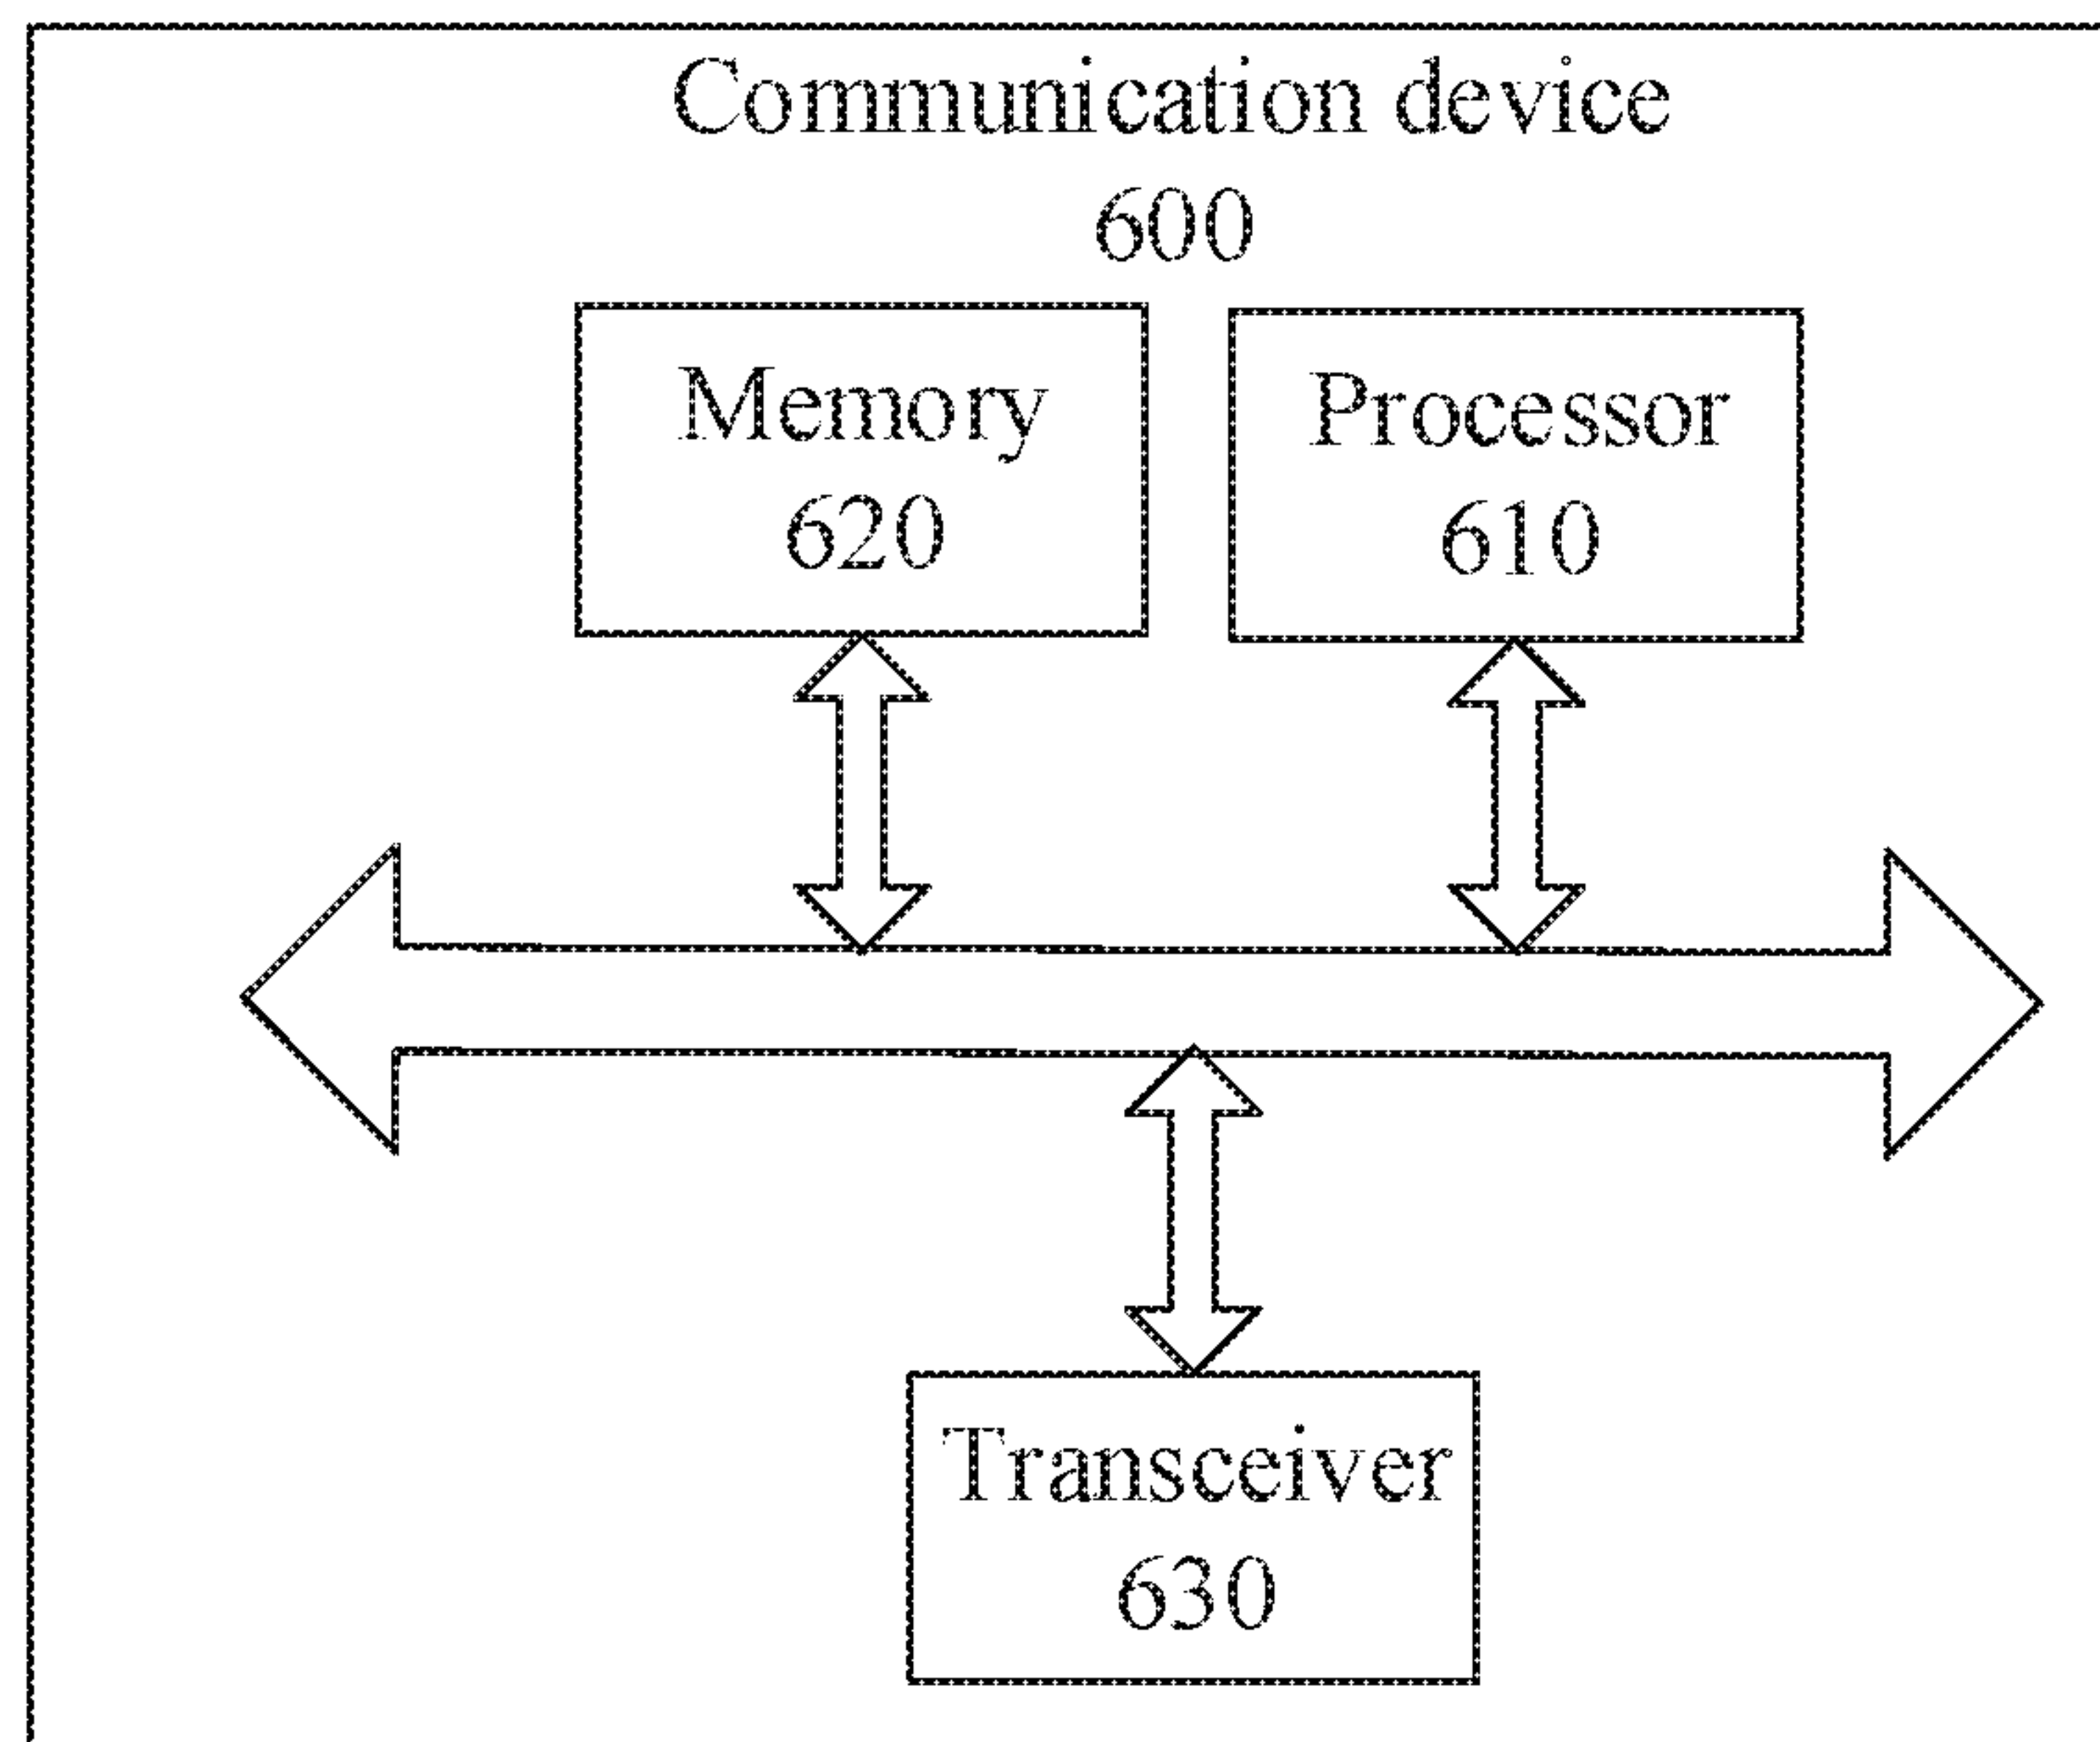 Communication device
600
Memory
620
Processor
610
Transceiver
630